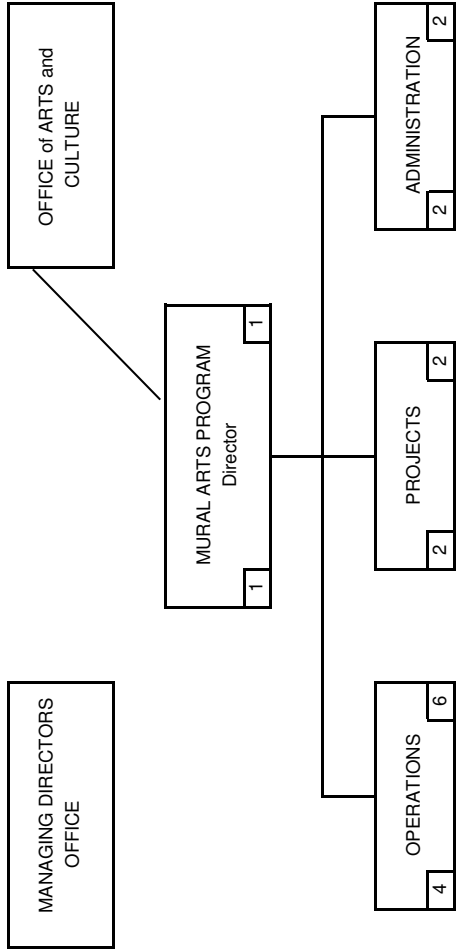 MANAGING DIRECTORS
OFFICE
OFFICE of ARTS and
CULTURE
MURAL ARTS PROGRAM
Director
1
1
OPERATIONS
4
6
PROJECTS
2
2
ADMINISTRATION
2
2